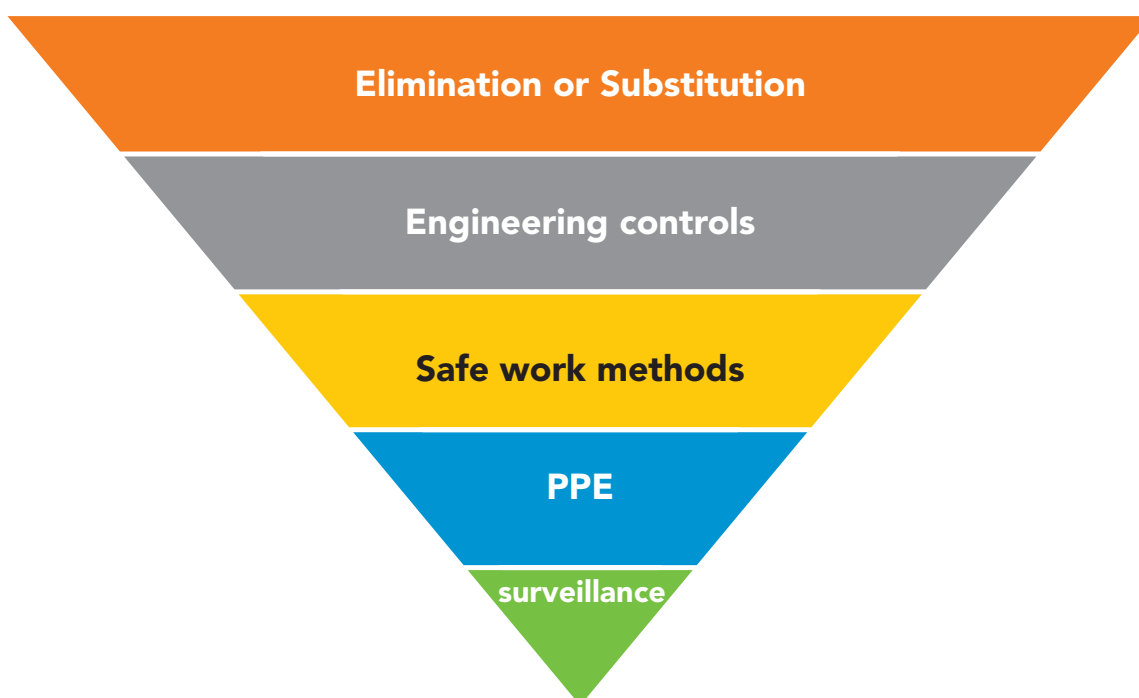 Elimination or Substitution
Engineering controls
Safe work methods
PPE
surveillance